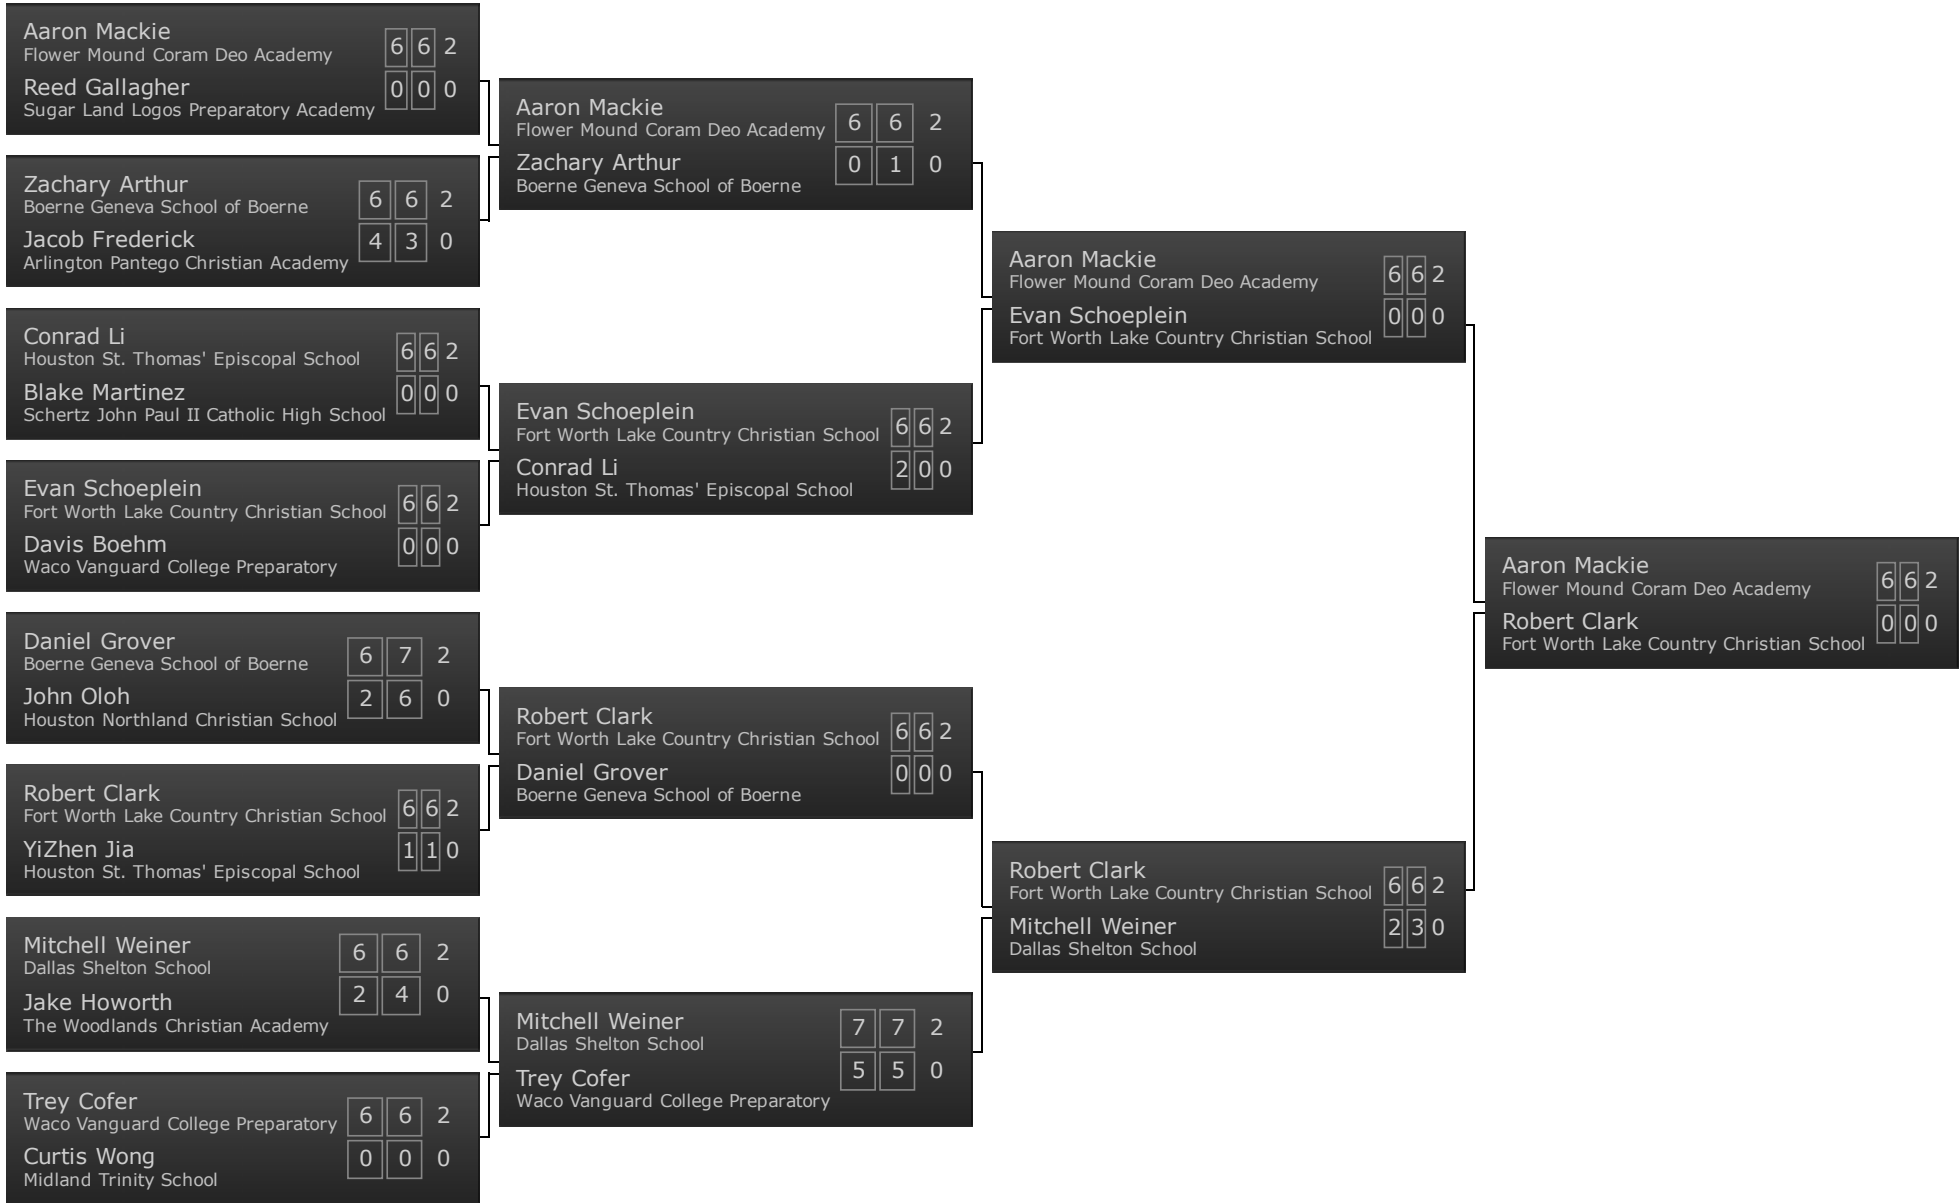 Aaron Mackie
Flower Mound Coram Deo Academy
6 6 2
Reed Gallagher
Sugar Land Logos Preparatory Academy
0 0 0
Zachary Arthur
Boerne Geneva School of Boerne
6 6 2
Jacob Frederick
Arlington Pantego Christian Academy
4 3 0
Conrad Li
Houston St. Thomas' Episcopal School
6 6 2
Blake Martinez
Schertz John Paul II Catholic High School
0 0 0
Evan Schoeplein
Fort Worth Lake Country Christian School
6 6 2
Davis Boehm
Waco Vanguard College Preparatory
0 0 0
Daniel Grover
Boerne Geneva School of Boerne
6 7 2
John Oloh
Houston Northland Christian School
2 6 0
Robert Clark
Fort Worth Lake Country Christian School
6 6 2
YiZhen Jia
Houston St. Thomas' Episcopal School
1 1 0
Mitchell Weiner
Dallas Shelton School
6 6 2
Jake Howorth
The Woodlands Christian Academy
2 4 0
Trey Cofer
Waco Vanguard College Preparatory
6 6 2
Curtis Wong
Midland Trinity School
0 0 0
Aaron Mackie
Flower Mound Coram Deo Academy
6 6 2
Zachary Arthur
Boerne Geneva School of Boerne
0 1 0
Evan Schoeplein
Fort Worth Lake Country Christian School
6 6 2
Conrad Li
Houston St. Thomas' Episcopal School
2 0 0
Robert Clark
Fort Worth Lake Country Christian School
6 6 2
Daniel Grover
Boerne Geneva School of Boerne
0 0 0
Mitchell Weiner
Dallas Shelton School
7 7 2
Trey Cofer
Waco Vanguard College Preparatory
5 5 0
Aaron Mackie
Flower Mound Coram Deo Academy
6 6 2
Evan Schoeplein
Fort Worth Lake Country Christian School
0 0 0
Robert Clark
Fort Worth Lake Country Christian School
6 6 2
Mitchell Weiner
Dallas Shelton School
2 3 0
Aaron Mackie
Flower Mound Coram Deo Academy
6 6 2
Robert Clark
Fort Worth Lake Country Christian School
0 0 0